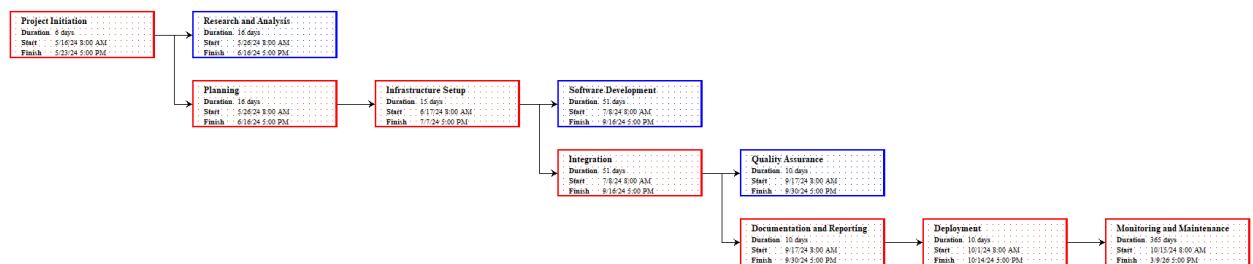 Project Initiation
Duration 6 days
Start 5/16/24 8:00 AM
Finish 5/23/24 5:00 PM
Research and Analysis
Duration 16 days
Start 5/26/24 8:00 AM
Finish 6/16/24 5:00 PM
Planning
Duration 16 days
Start 5/26/24 8:00 AM
Finish 6/16/24 5:00 PM
Infrastructure Setup
Duration 15 days
Start 6/17/24 8:00 AM
Finish 7/7/24 5:00 PM
Software Development
Duration 51 days
Start 7/8/24 8:00 AM
Finish 9/16/24 5:00 PM
Integration
Duration 51 days
Start 7/8/24 8:00 AM
Finish 9/16/24 5:00 PM
Quality Assurance
Duration 10 days
Start 9/17/24 8:00 AM
Finish 9/30/24 5:00 PM
Documentation and Reporting
Duration 10 days
Start 9/17/24 8:00 AM
Finish 9/30/24 5:00 PM
Deployment
Duration 10 days
Start 10/1/24 8:00 AM
Finish 10/14/24 5:00 PM
Monitoring and Maintenance
Duration 365 days
Start 10/15/24 8:00 AM
Finish 3/9/26 5:00 PM